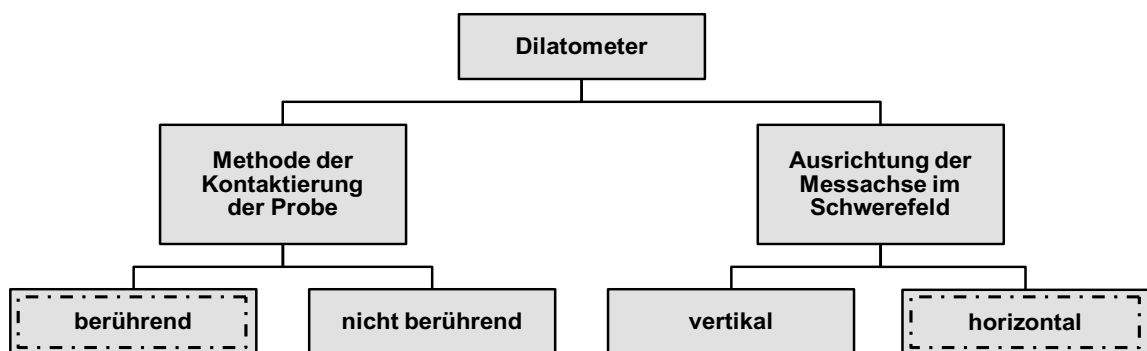 Dilatometer
Methode der
Kontaktierung
der Probe
Ausrichtung der
Messachse im
Schwerefeld
berührend
nicht berührend
vertikal
horizontal